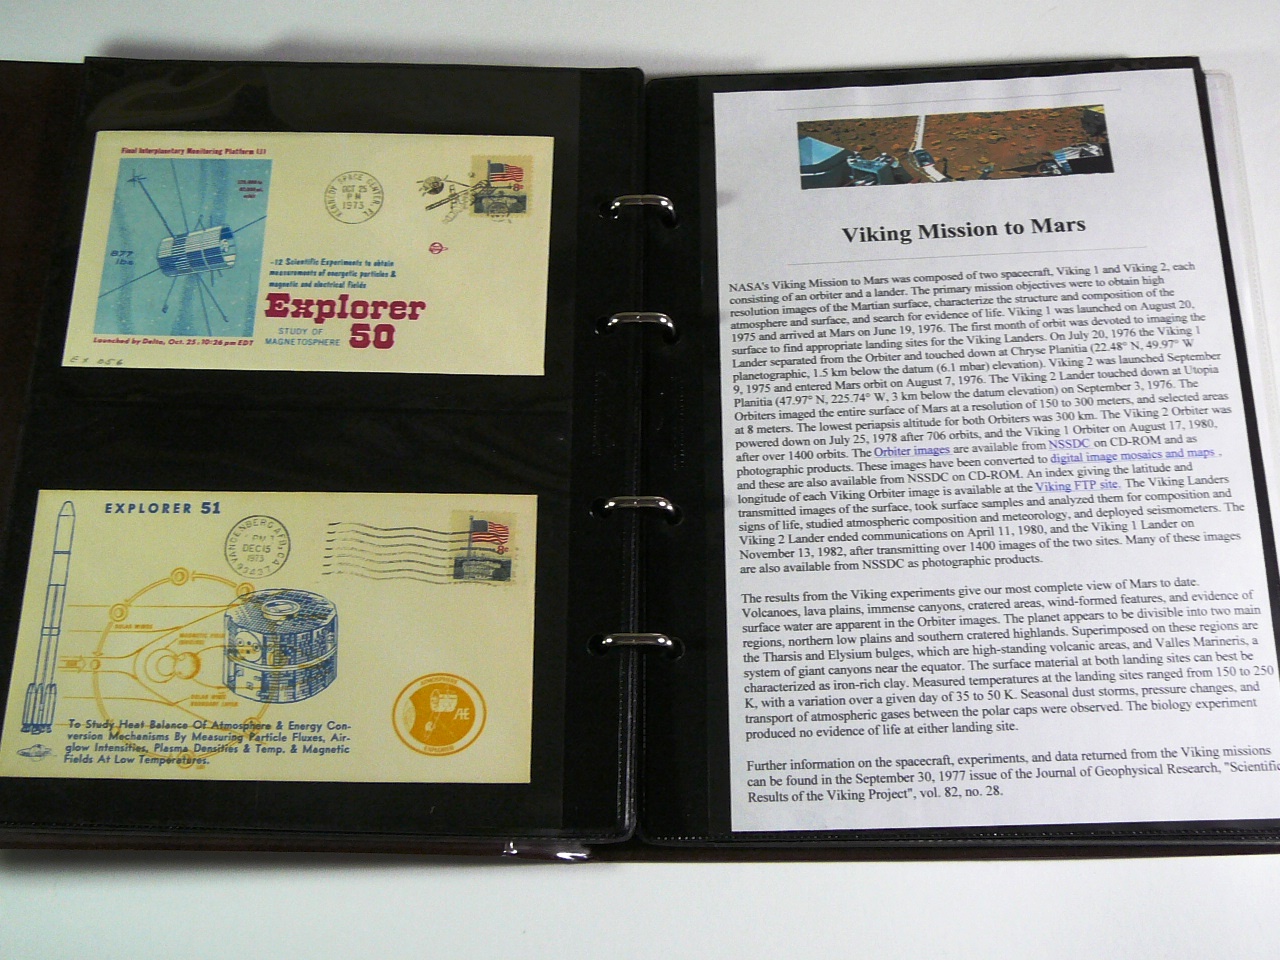 Final Interplanetary Monitoring Platform (J)
877
lbs.
KENNEDY SPACE CENTER, FL
OCT 25
PM
1973
8c
-12 Scientific Experiments to obtain
measurements of energetic particles &
magnetic and electrical fields
Explorer
50
STUDY OF
MAGNETOSPHERE
Launched by Delta, Oct. 25, 10:26 pm EDT
EX 056
EXPLORER 51
VANDENBERG AFB CA
PM
DEC 15
1973
8c
SOLAR WINDS
MAGNETIC FIELD
SOLAR WIND
BOUNDARY LAYER
ATMOSPHERE
AE
EXPLORER
To Study Heat Balance Of Atmosphere & Energy Con-
version Mechanisms By Measuring Particle Fluxes, Air-
glow Intensities, Plasma Densities & Temp. & Magnetic
Fields At Low Temperatures.
Viking Mission to Mars
NASA's Viking Mission to Mars was composed of two spacecraft, Viking 1 and Viking 2, each
consisting of an orbiter and a lander. The primary mission objectives were to obtain high
resolution images of the Martian surface, characterize the structure and composition of the
atmosphere and surface, and search for evidence of life. Viking 1 was launched on August 20,
1975 and arrived at Mars on June 19, 1976. The first month of orbit was devoted to imaging the
surface to find appropriate landing sites for the Viking Landers. On July 20, 1976 the Viking 1
Lander separated from the Orbiter and touched down at Chryse Planitia (22.48° N, 49.97° W
planetographic, 1.5 km below the datum (6.1 mbar) elevation). Viking 2 was launched September
9, 1975 and entered Mars orbit on August 7, 1976. The Viking 2 Lander touched down at Utopia
Planitia (47.97° N, 225.74° W, 3 km below the datum elevation) on September 3, 1976. The
Orbiters imaged the entire surface of Mars at a resolution of 150 to 300 meters, and selected areas
at 8 meters. The lowest periapsis altitude for both Orbiters was 300 km. The Viking 2 Orbiter was
powered down on July 25, 1978 after 706 orbits, and the Viking 1 Orbiter on August 17, 1980,
after over 1400 orbits. The Orbiter images are available from NSSDC on CD-ROM and as
photographic products. These images have been converted to digital image mosaics and maps ,
and these are also available from NSSDC on CD-ROM. An index giving the latitude and
longitude of each Viking Orbiter image is available at the Viking FTP site. The Viking Landers
transmitted images of the surface, took surface samples and analyzed them for composition and
signs of life, studied atmospheric composition and meteorology, and deployed seismometers. The
Viking 2 Lander ended communications on April 11, 1980, and the Viking 1 Lander on
November 13, 1982, after transmitting over 1400 images of the two sites. Many of these images
are also available from NSSDC as photographic products.
The results from the Viking experiments give our most complete view of Mars to date.
Volcanoes, lava plains, immense canyons, cratered areas, wind-formed features, and evidence of
surface water are apparent in the Orbiter images. The planet appears to be divisible into two main
regions, northern low plains and southern cratered highlands. Superimposed on these regions are
the Tharsis and Elysium bulges, which are high-standing volcanic areas, and Valles Marineris, a
system of giant canyons near the equator. The surface material at both landing sites can best be
characterized as iron-rich clay. Measured temperatures at the landing sites ranged from 150 to 250
K, with a variation over a given day of 35 to 50 K. Seasonal dust storms, pressure changes, and
transport of atmospheric gases between the polar caps were observed. The biology experiment
produced no evidence of life at either landing site.
Further information on the spacecraft, experiments, and data returned from the Viking missions
can be found in the September 30, 1977 issue of the Journal of Geophysical Research, "Scientific
Results of the Viking Project", vol. 82, no. 28.